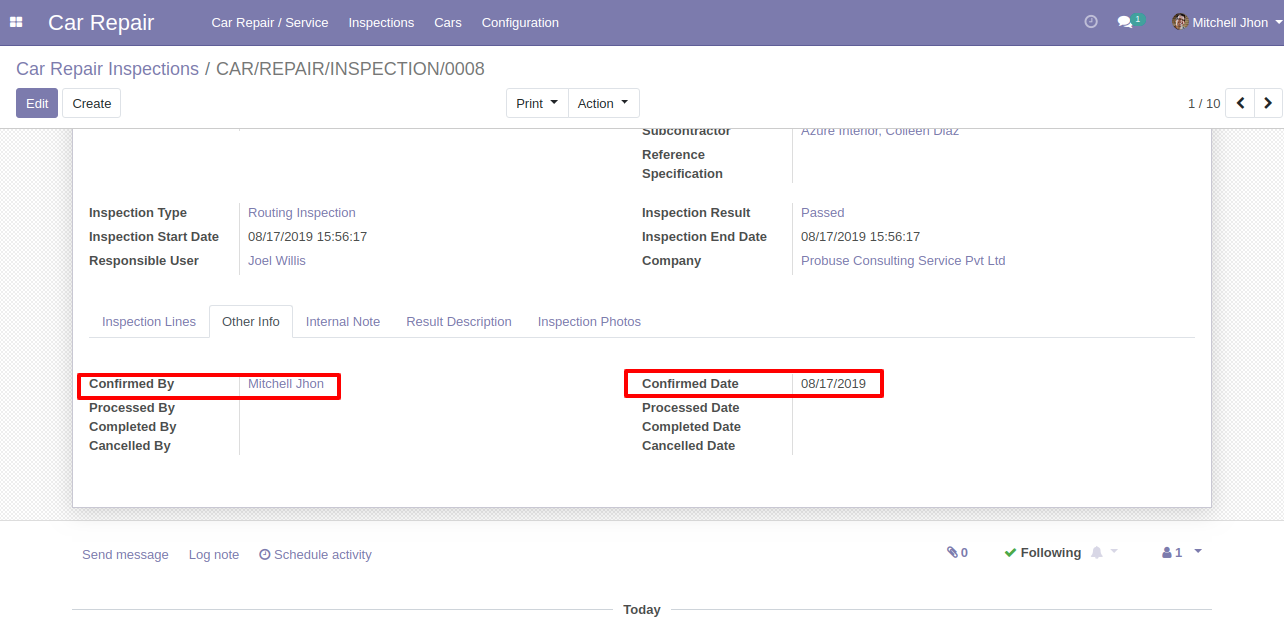 Car Repair Car Repair / Service Inspections Cars Configuration 1 Mitchell Jhon
Car Repair Inspections / CAR/REPAIR/INSPECTION/0008
Edit Create Print Action 1 / 10
Subcontractor Azure Interior, Colleen Diaz
Reference
Specification
Inspection Type Routing Inspection Inspection Result Passed
Inspection Start Date 08/17/2019 15:56:17 Inspection End Date 08/17/2019 15:56:17
Responsible User Joel Willis Company Probuse Consulting Service Pvt Ltd
Inspection Lines Other Info Internal Note Result Description Inspection Photos
Confirmed By Mitchell Jhon Confirmed Date 08/17/2019
Processed By Processed Date
Completed By Completed Date
Cancelled By Cancelled Date
Send message Log note Schedule activity 0 Following 1
Today